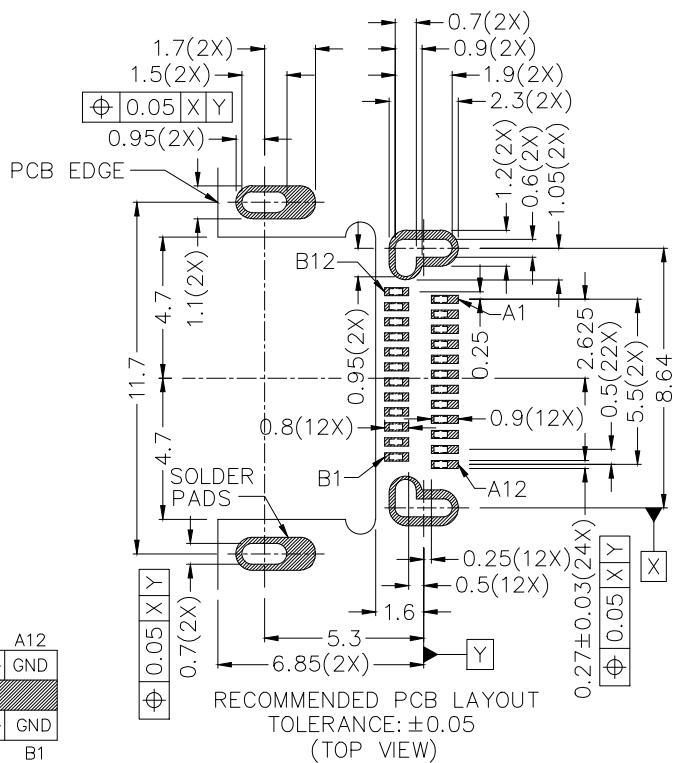 0.7(2X)
1.7(2X)
0.9(2X)
1.5(2X)
1.9(2X)
⌖ 0.05 X Y
2.3(2X)
0.95(2X)
1.2(2X)
0.6(2X)
1.05(2X)
PCB EDGE
B12
A1
1.1(2X)
4.7
0.95(2X)
0.25
2.625
0.5(22X)
5.5(2X)
8.64
11.7
4.7
0.8(12X)
0.9(12X)
SOLDER
PADS
B1
A12
0.25(12X)
0.5(12X)
0.27±0.03(24X)
⌖ 0.05 X Y
X
⌖ 0.05 X Y
0.7(2X)
1.6
5.3
Y
6.85(2X)
A12
GND
GND
B1
RECOMMENDED PCB LAYOUT
TOLERANCE: ±0.05
(TOP VIEW)